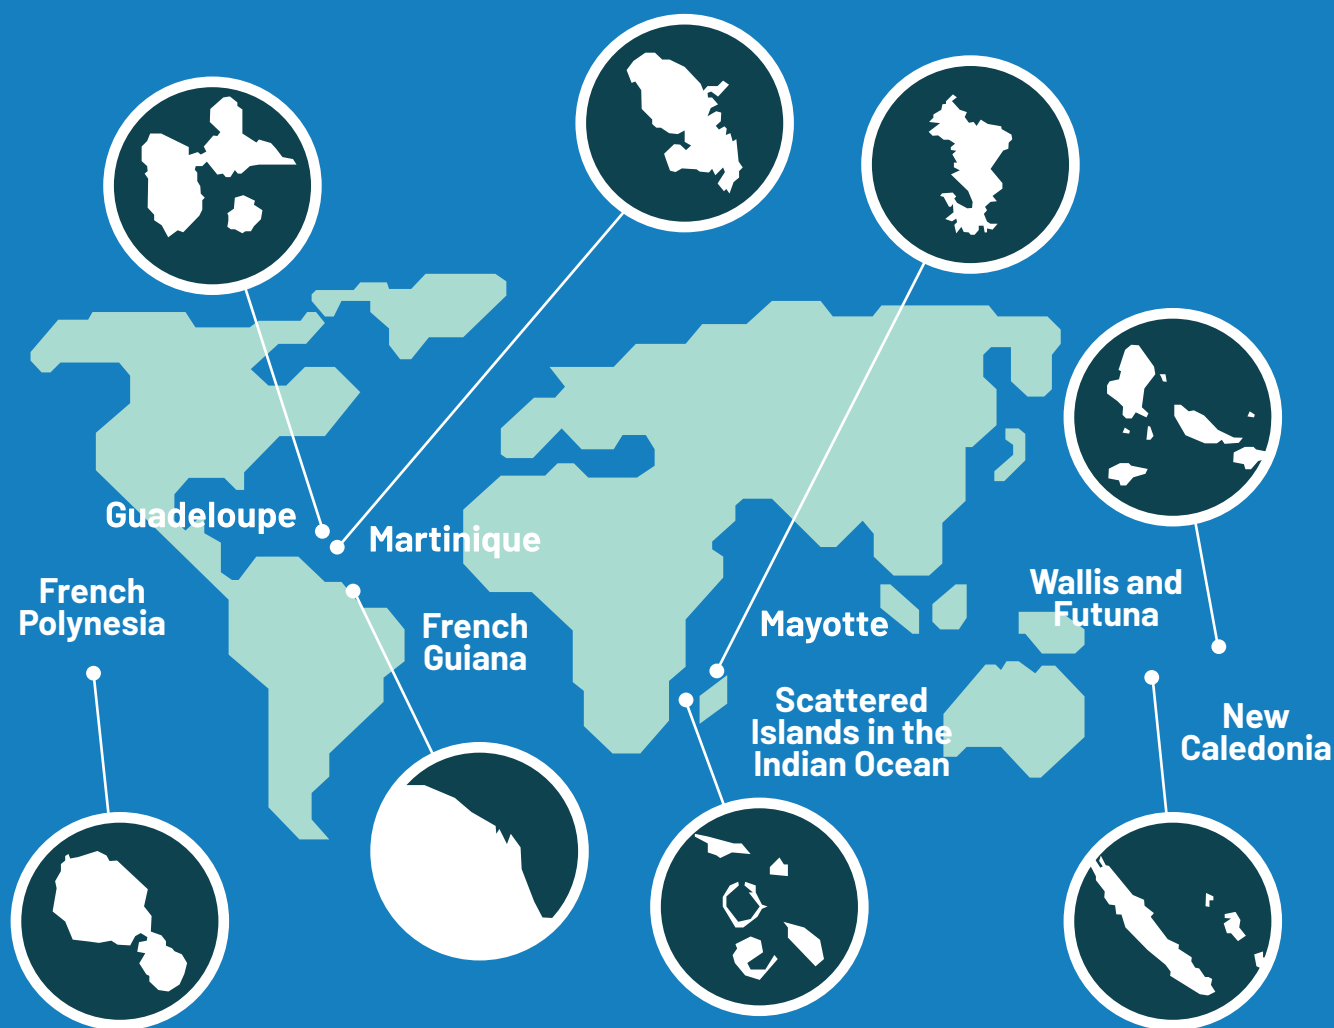 Guadeloupe
Martinique
French
Polynesia
French
Guiana
Mayotte
Wallis and
Futuna
Scattered
Islands in the
Indian Ocean
New
Caledonia